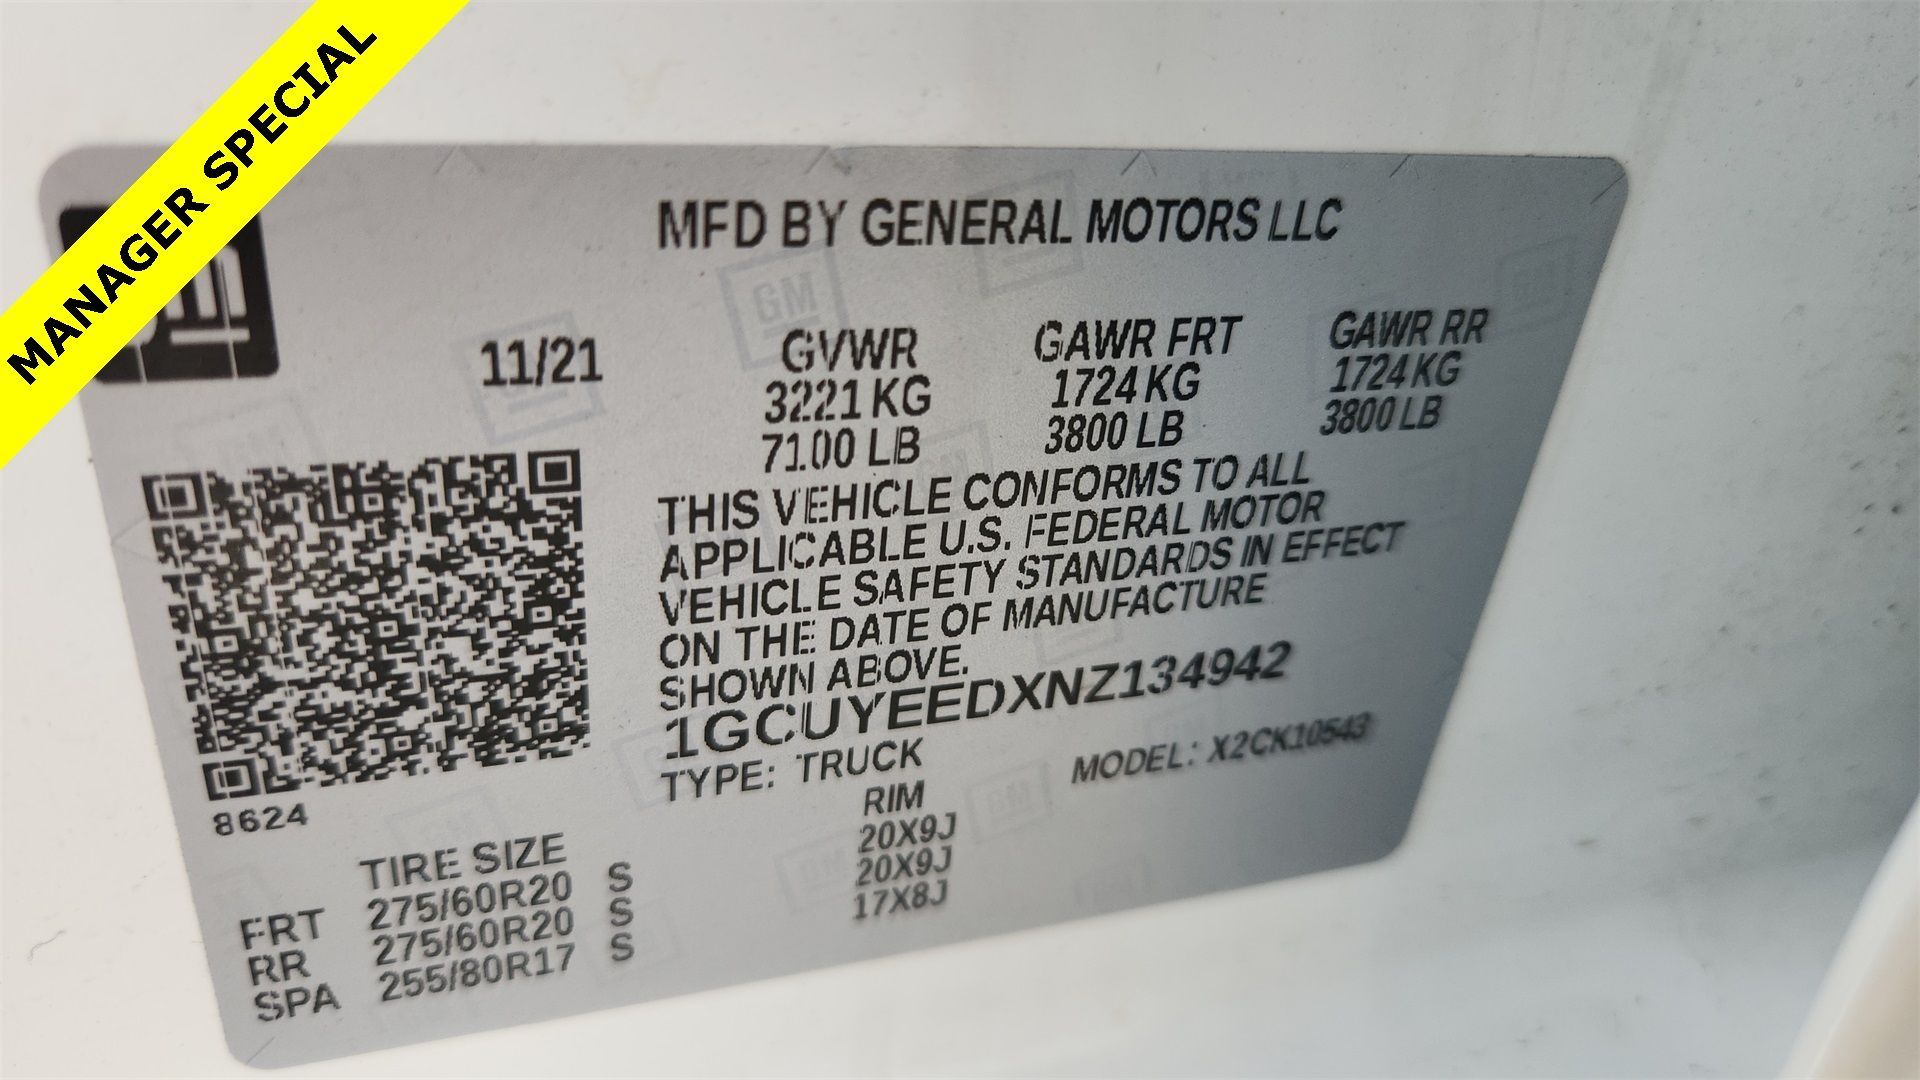 MANAGER SPECIAL
MFD BY GENERAL MOTORS LLC
11/21
GVWR
3221 KG
7100 LB
GAWR FRT
1724 KG
3800 LB
GAWR RR
1724 KG
3800 LB
THIS VEHICLE CONFORMS TO ALL
APPLICABLE U.S. FEDERAL MOTOR
VEHICLE SAFETY STANDARDS IN EFFECT
ON THE DATE OF MANUFACTURE
SHOWN ABOVE.
1GCUYEEDXNZ134942
TYPE: TRUCK MODEL: X2CK10543
8624
TIRE SIZE RIM
FRT 275/60R20 S 20X9J
RR 275/60R20 S 20X9J
SPA 255/80R17 S 17X8J
GM